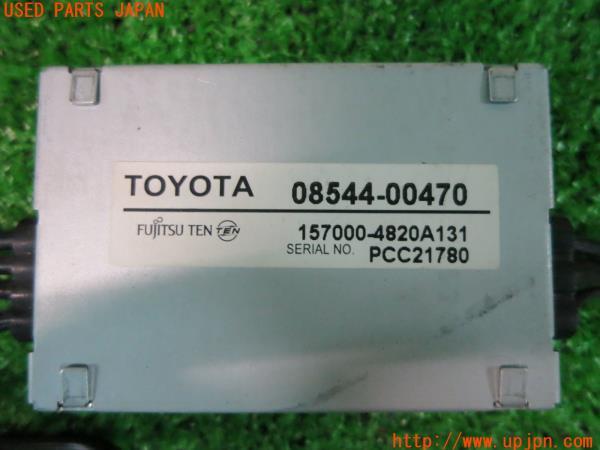 USED PARTS JAPAN
TOYOTA 08544-00470
FUJITSU TEN TEN 157000-4820A131
SERIAL NO. PCC21780
http://www.upjpn.com